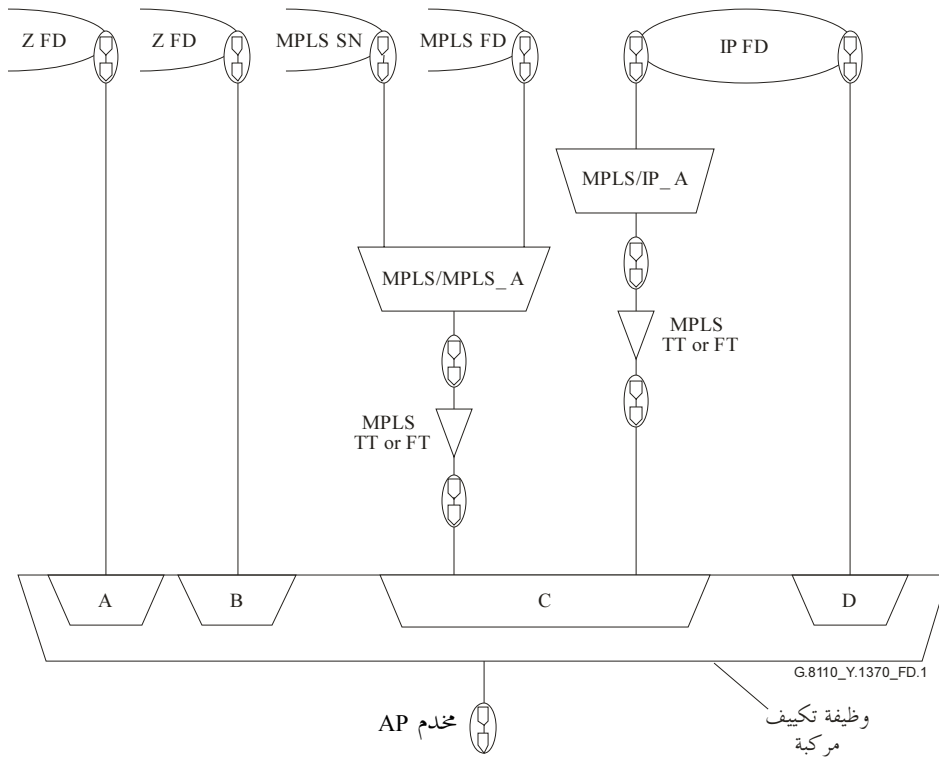 Z FD
Z FD
MPLS SN
MPLS FD
IP FD
MPLS/IP_ A
MPLS/MPLS_ A
MPLS
TT or FT
MPLS
TT or FT
A
B
C
D
G.8110_Y.1370_FD.1
مخدم AP
وظيفة تكييف
مركبة